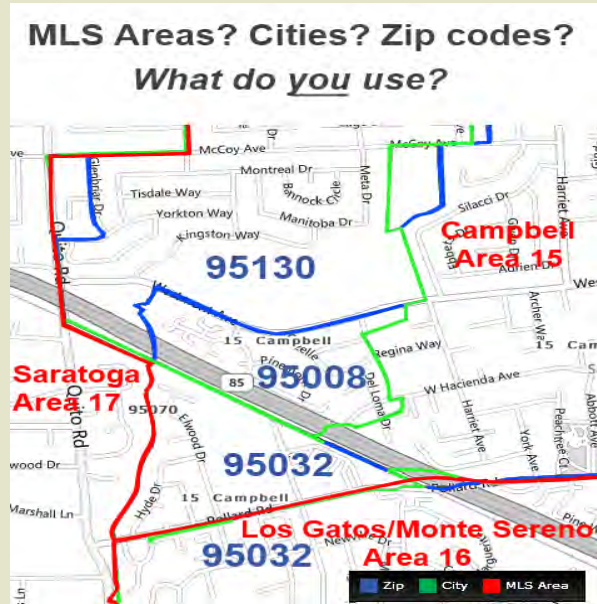 MLS Areas? Cities? Zip codes?
What do you use?
McCoy Ave
McCoy Ave
Glenbriar Dr
Montreal Dr
Bannock Circle
Meta Dr
Harriet Ave
Tisdale Way
Silacci Dr
Yorkton Way
Manitoba Dr
Kingston Way
Quito Rd
Campbell
Area 15
95130
Adrien Dr
Archer Way
15 Campbell
Regina Way
15 Cam
85
95008
Saratoga
Area 17
Del Loma Dr
W Hacienda Ave
95070
Quito Rd
Elwood Dr
Harriet Ave
York Ave
Peachtree Ct
Abbott Ave
wood Dr
95032
15 Campbell
Hyde Dr
Pollard Rd
Marshall Ln
Pollard Rd
Los Gatos/Monte Sereno
Area 16
95032
Zip
City
MLS Area